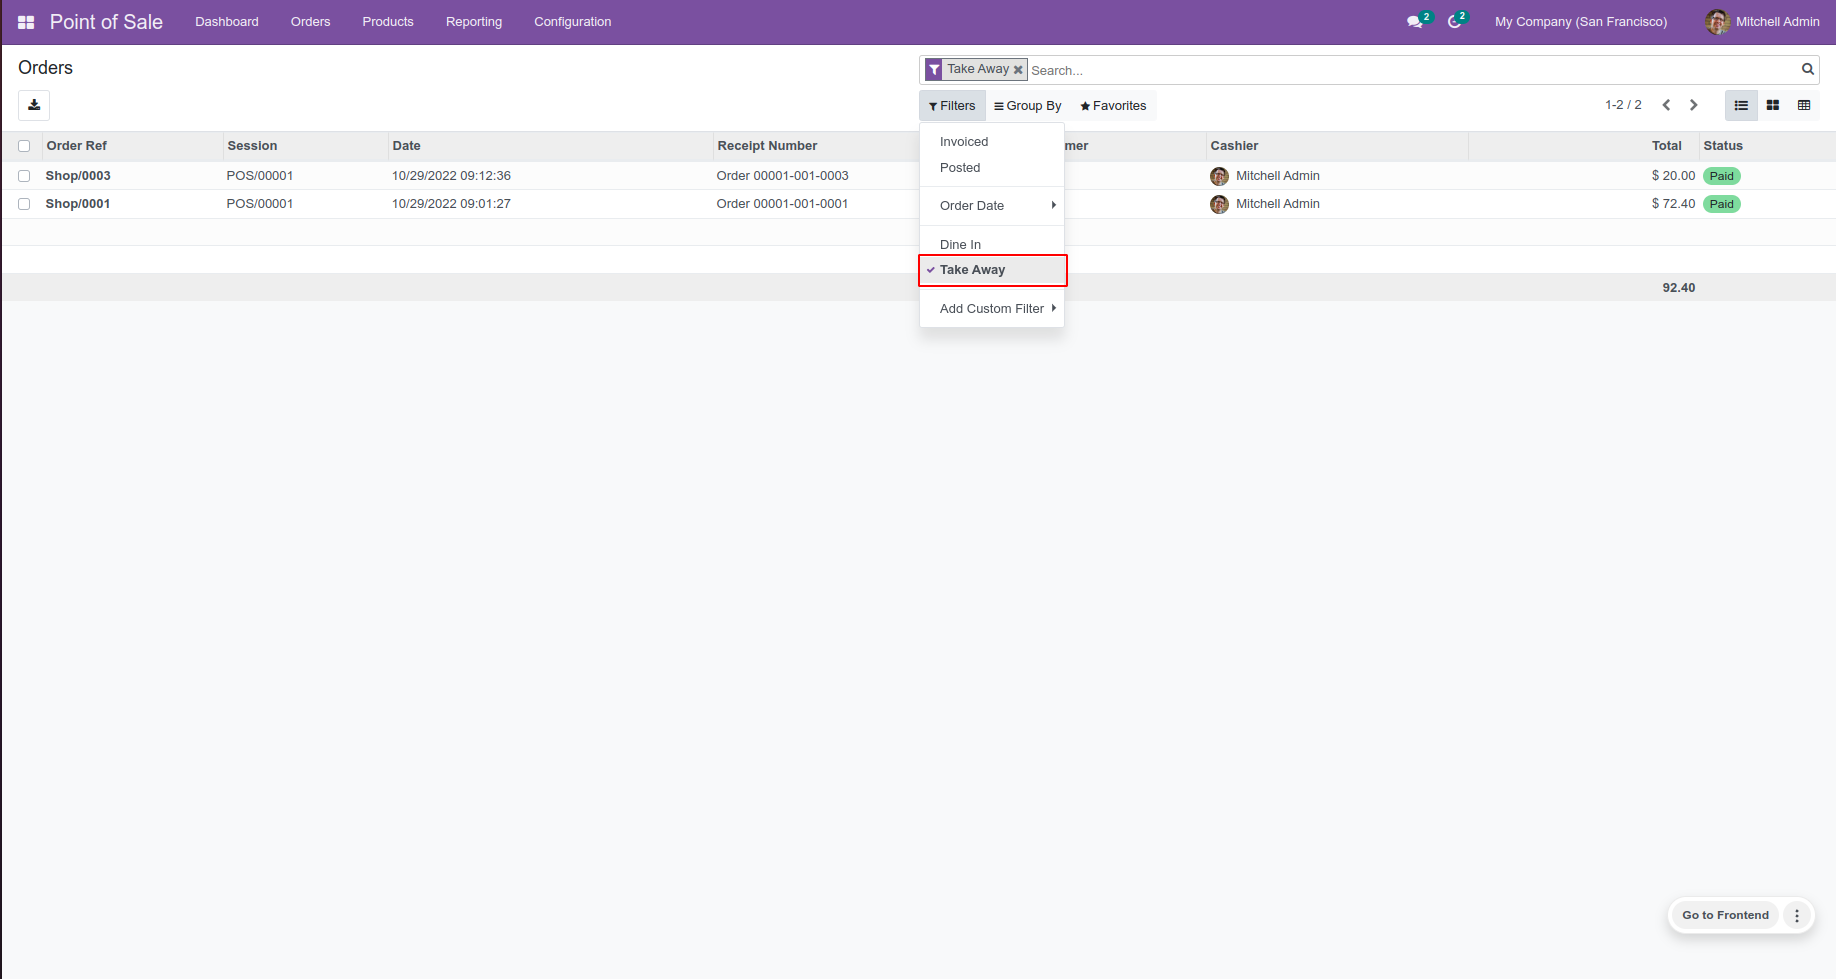 Point of Sale Dashboard Orders Products Reporting Configuration 2 2 My Company (San Francisco) Mitchell Admin
Orders
Take Away Search...
Filters Group By Favorites 1-2 / 2
Order Ref Session Date Receipt Number mer Cashier Total Status
Shop/0003 POS/00001 10/29/2022 09:12:36 Order 00001-001-0003 Mitchell Admin $ 20.00 Paid
Shop/0001 POS/00001 10/29/2022 09:01:27 Order 00001-001-0001 Mitchell Admin $ 72.40 Paid
92.40
Invoiced
Posted
Order Date
Dine In
Take Away
Add Custom Filter
Go to Frontend